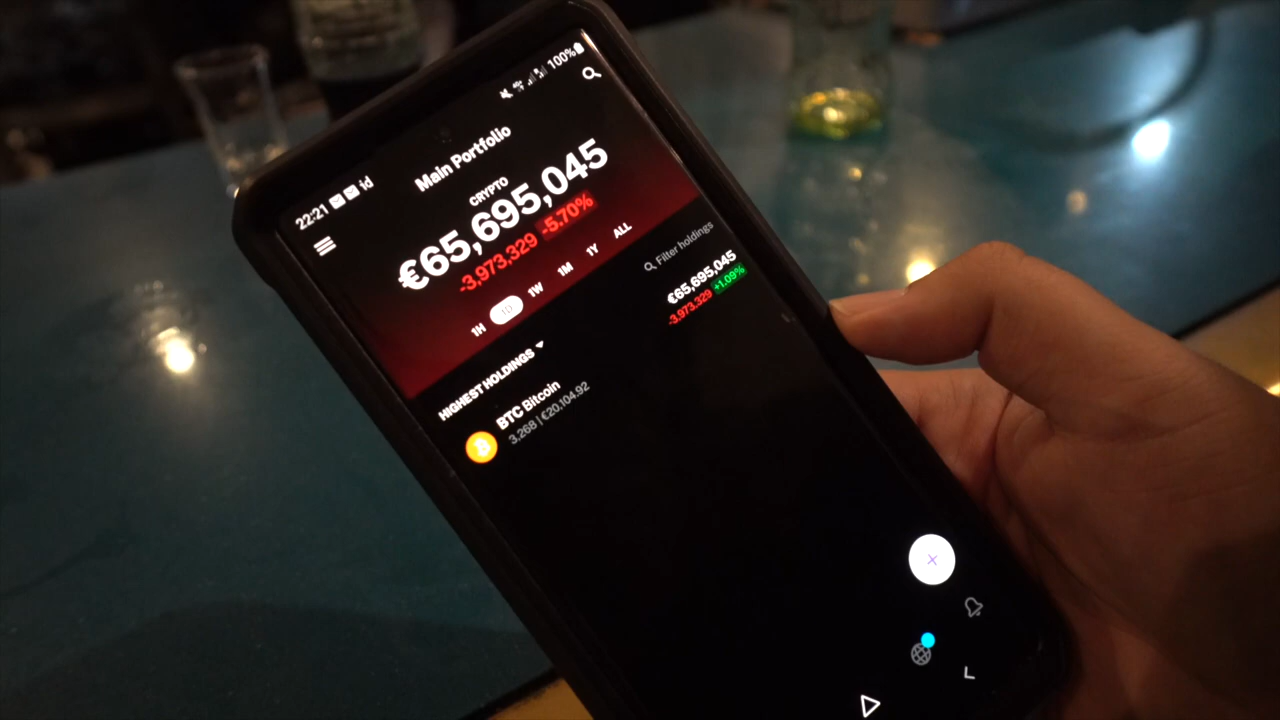 22:21 id 100%
Main Portfolio
CRYPTO
€65,695,045
-3,973,329 -5.70%
1H 1D 1W 1M 1Y ALL
HIGHEST HOLDINGS Filter holdings
BTC Bitcoin €65,695,045
3,268 | €20,104.92 -3,973,329 +1.09%